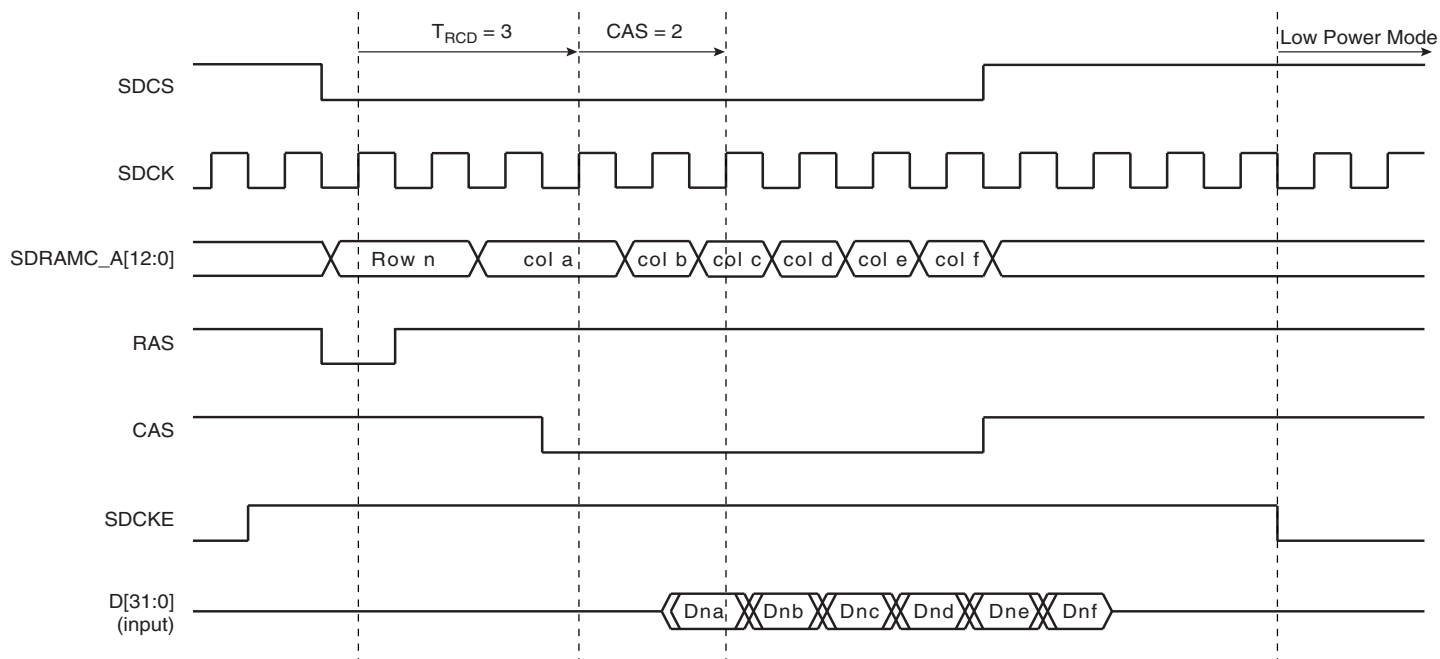 T_RCD = 3
CAS = 2
Low Power Mode
SDCS
SDCK
SDRAMC_A[12:0]
Row n
col a
col b
col c
col d
col e
col f
RAS
CAS
SDCKE
D[31:0]
(input)
Dna
Dnb
Dnc
Dnd
Dne
Dnf